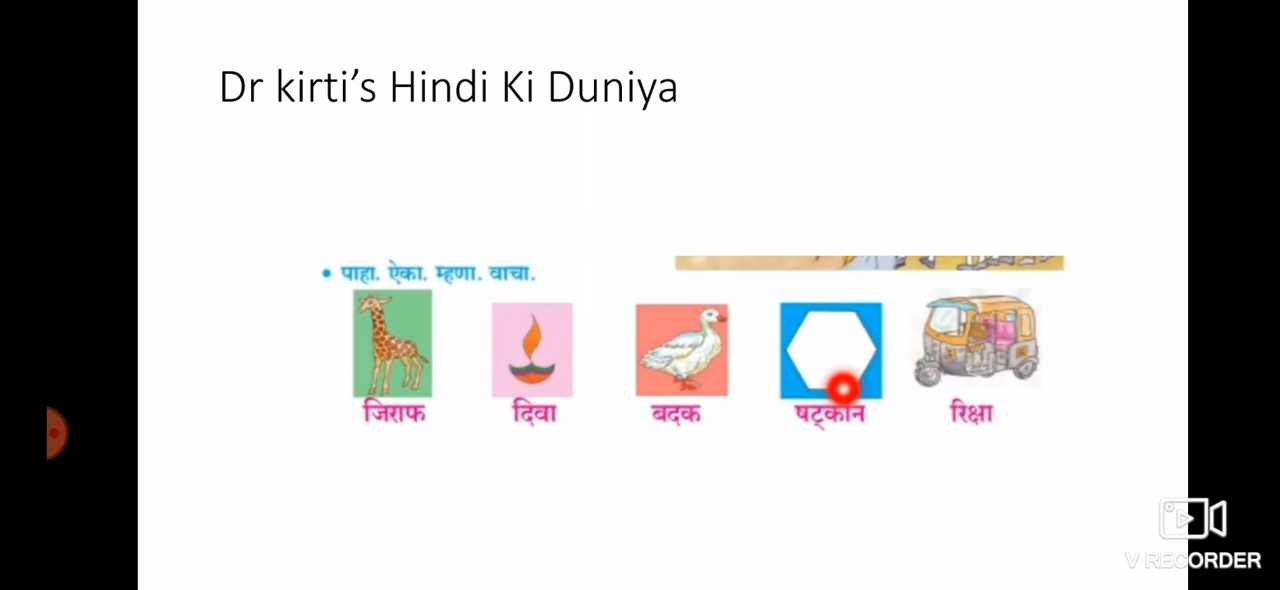 Dr kirti's Hindi Ki Duniya
• पाहा. ऐका. म्हणा. वाचा.
जिराफ दिवा बदक षट्कोन रिक्षा
V RECORDER